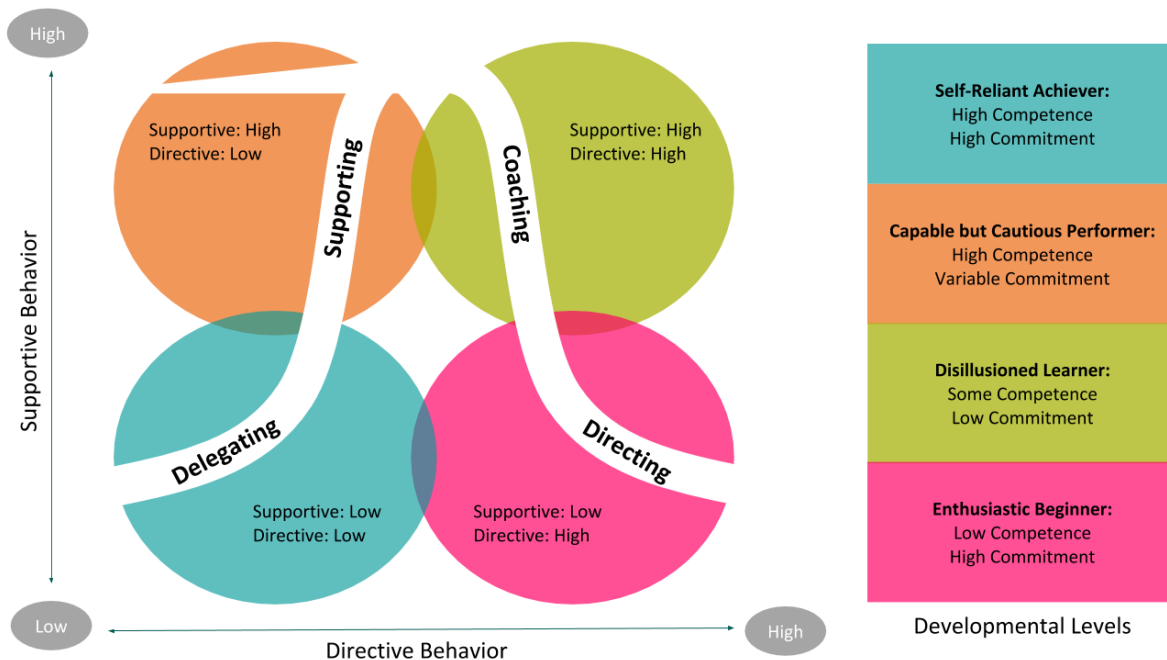 High
Supportive Behavior
Low
Directive Behavior
High
Supportive: High
Directive: Low
Supporting
Supportive: High
Directive: High
Coaching
Delegating
Supportive: Low
Directive: Low
Directing
Supportive: Low
Directive: High
Self-Reliant Achiever:
High Competence
High Commitment
Capable but Cautious Performer:
High Competence
Variable Commitment
Disillusioned Learner:
Some Competence
Low Commitment
Enthusiastic Beginner:
Low Competence
High Commitment
Developmental Levels